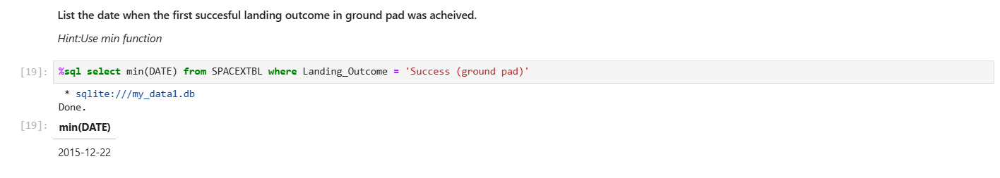 List the date when the first succesful landing outcome in ground pad was acheived.
Hint:Use min function
[19]: %sql select min(DATE) from SPACEXTBL where Landing_Outcome = 'Success (ground pad)'
* sqlite:///my_data1.db
Done.
[19]: min(DATE)
2015-12-22